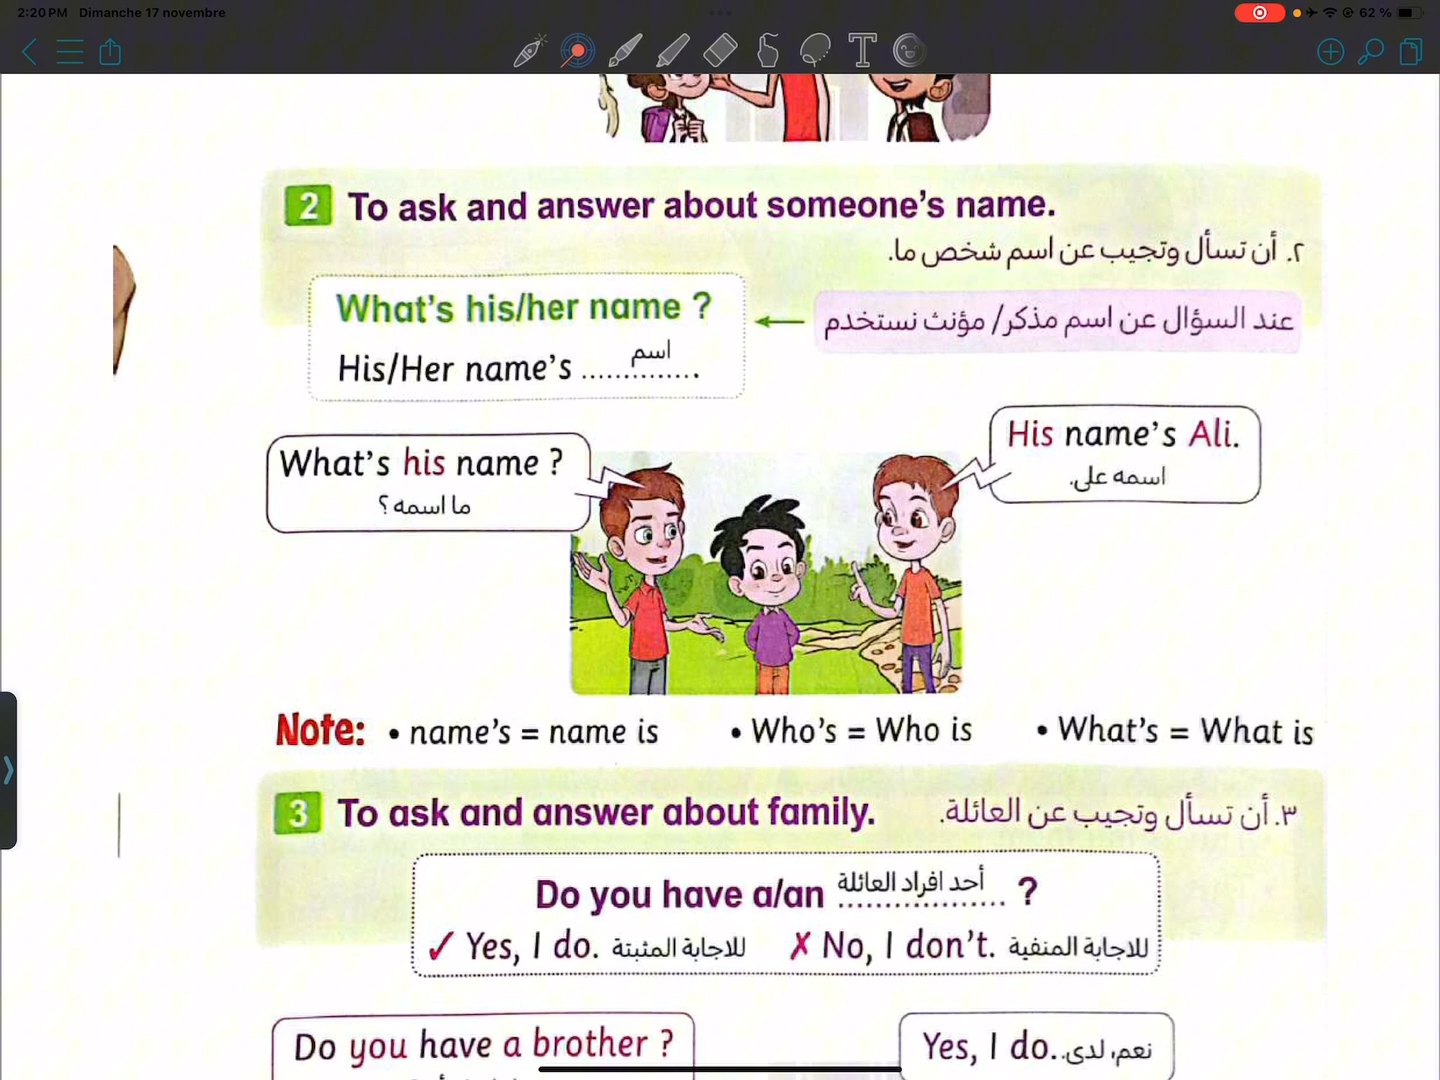 2:20 PM Dimanche 17 novembre
62 %
2 To ask and answer about someone's name.
٢. أن تسأل وتجيب عن اسم شخص ما.
What's his/her name ?
عند السؤال عن اسم مذكر/ مؤنث نستخدم
His/Her name's ..... اسم ......
What's his name ?
ما اسمه ؟
His name's Ali.
اسمه على.
Note: • name's = name is • Who's = Who is • What's = What is
3 To ask and answer about family.
٣. أن تسأل وتجيب عن العائلة.
Do you have a/an أحد افراد العائلة ?
✓ Yes, I do. للاجابة المثبتة ✗ No, I don't. للاجابة المنفية
Do you have a brother ?
Yes, I do. نعم، لدى.